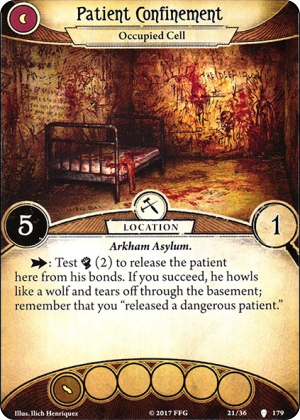 Patient Confinement
Occupied Cell
5
LOCATION
1
Arkham Asylum.
: Test (2) to release the patient
here from his bonds. If you succeed, he howls
like a wolf and tears off through the basement;
remember that you “released a dangerous patient.”
Illus. Ilich Henriquez
© 2017 FFG
21/36
179